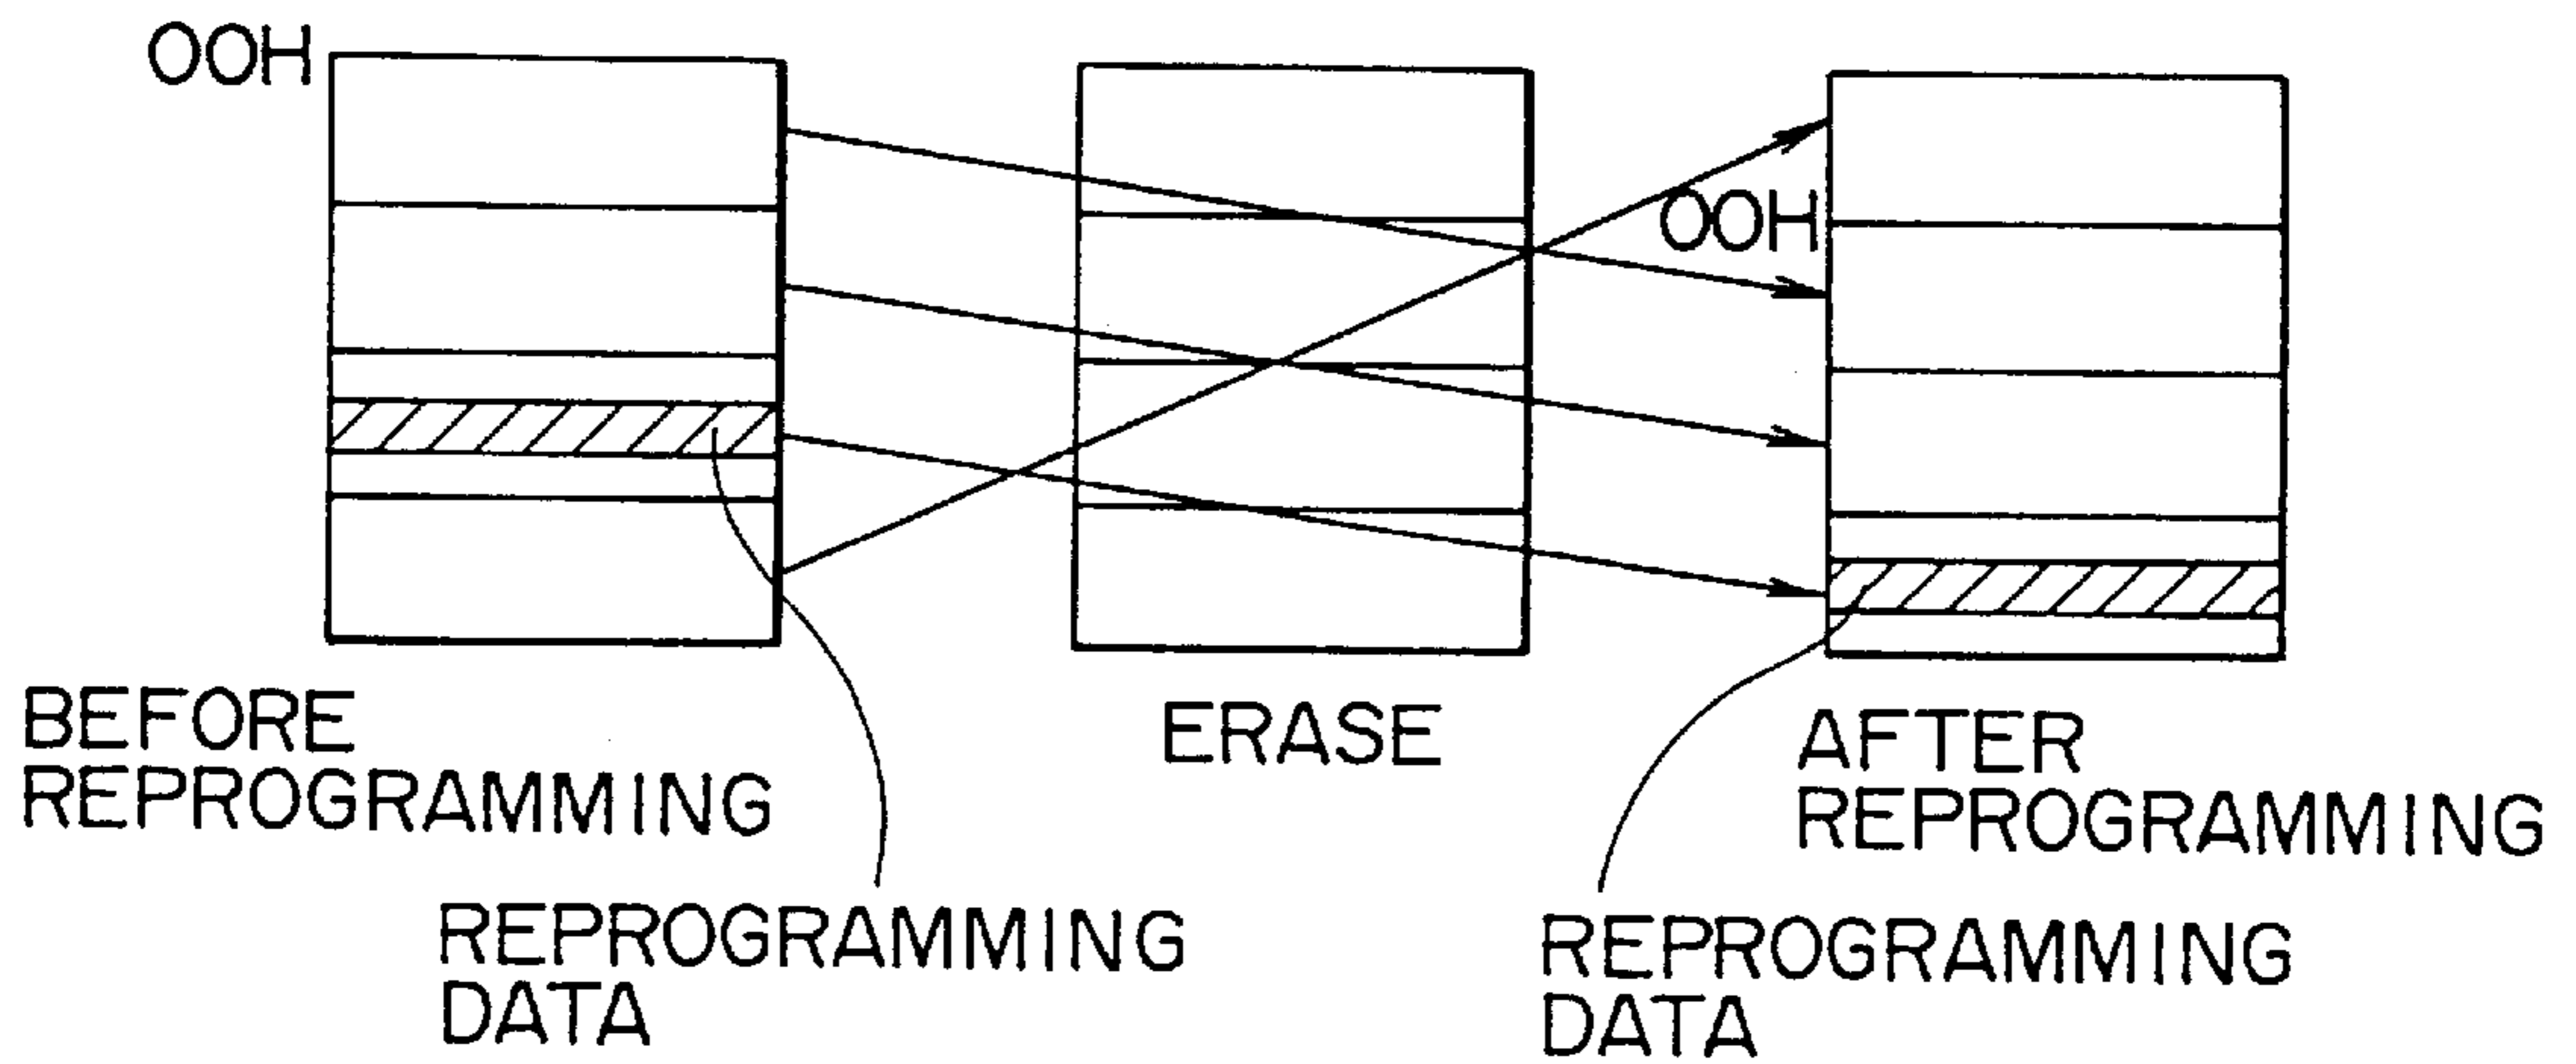 OOH
OOH
BEFORE
REPROGRAMMING
ERASE
AFTER
REPROGRAMMING
REPROGRAMMING
DATA
REPROGRAMMING
DATA